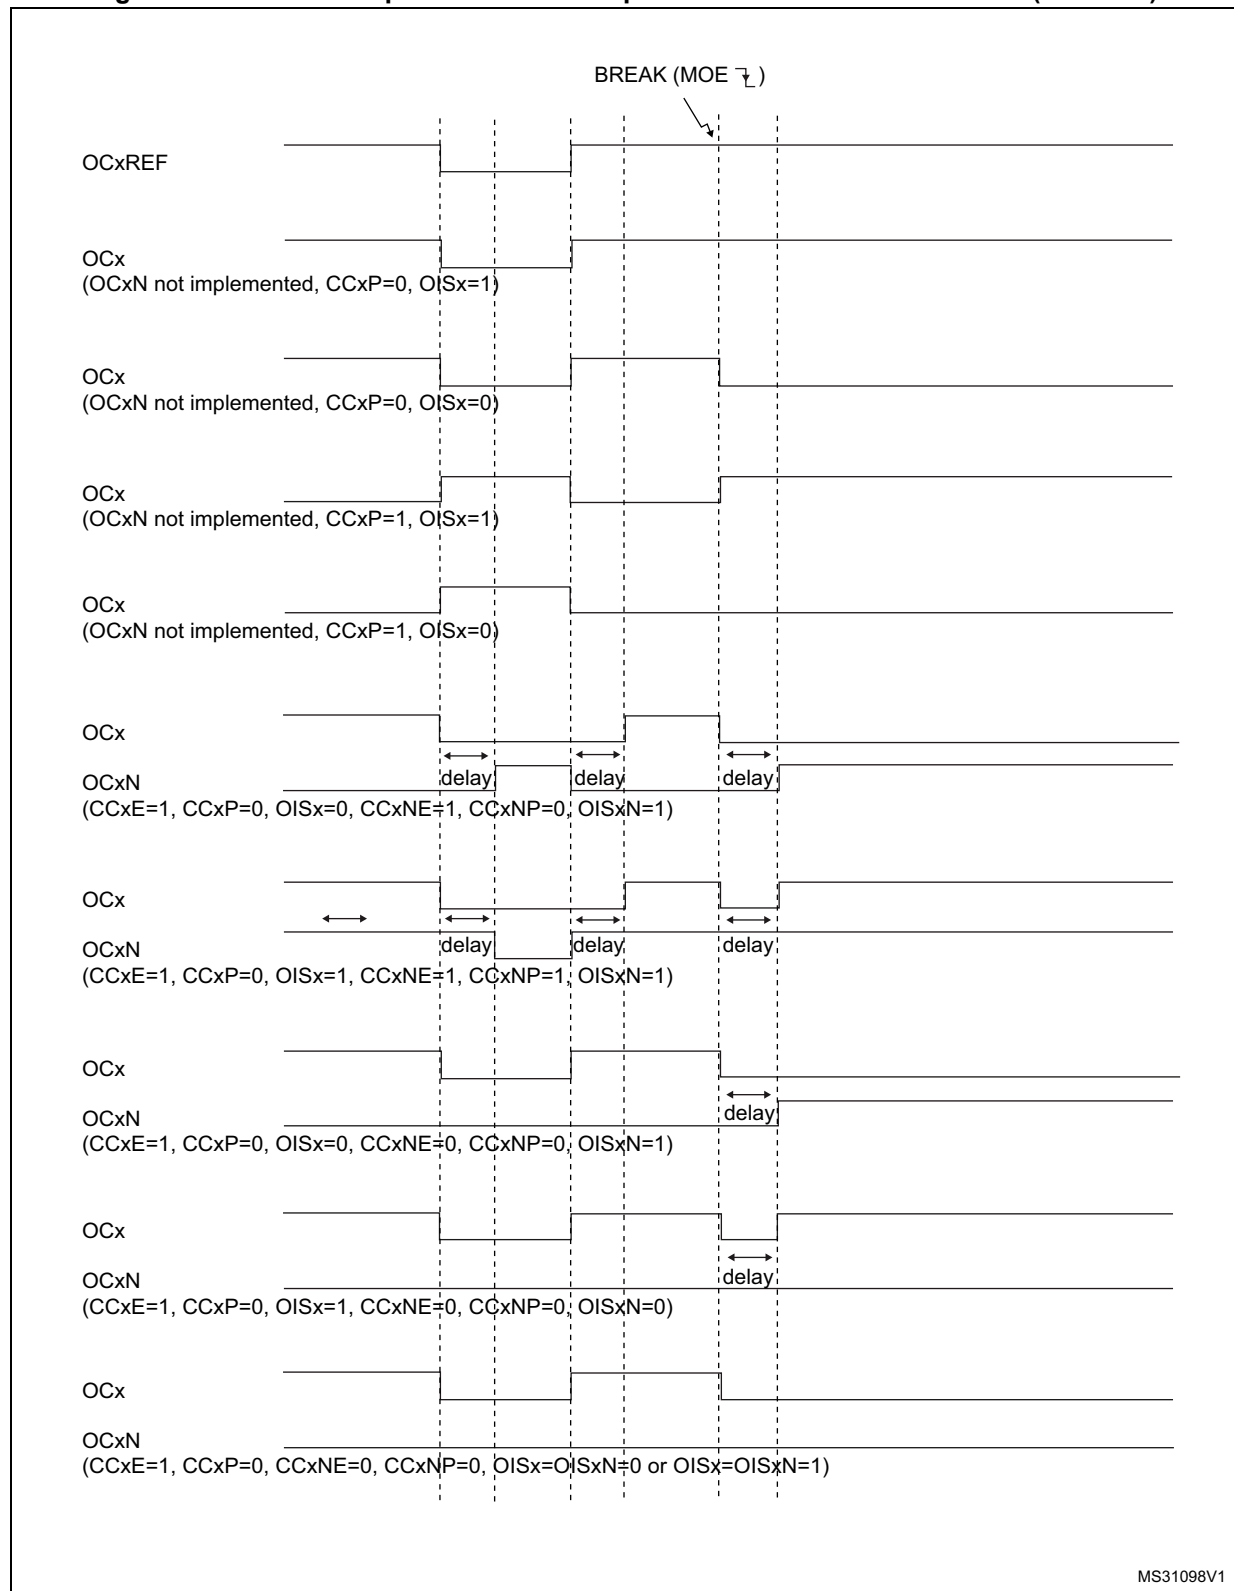 BREAK (MOE )
OCxREF
OCx
(OCxN not implemented, CCxP=0, OISx=1)
OCx
(OCxN not implemented, CCxP=0, OISx=0)
OCx
(OCxN not implemented, CCxP=1, OISx=1)
OCx
(OCxN not implemented, CCxP=1, OISx=0)
OCx
OCxN delay delay delay
(CCxE=1, CCxP=0, OISx=0, CCxNE=1, CCxNP=0, OISxN=1)
OCx
OCxN delay delay delay
(CCxE=1, CCxP=0, OISx=1, CCxNE=1, CCxNP=1, OISxN=1)
OCx
OCxN delay
(CCxE=1, CCxP=0, OISx=0, CCxNE=0, CCxNP=0, OISxN=1)
OCx
OCxN delay
(CCxE=1, CCxP=0, OISx=1, CCxNE=0, CCxNP=0, OISxN=0)
OCx
OCxN
(CCxE=1, CCxP=0, CCxNE=0, CCxNP=0, OISx=OISxN=0 or OISx=OISxN=1)
MS31098V1